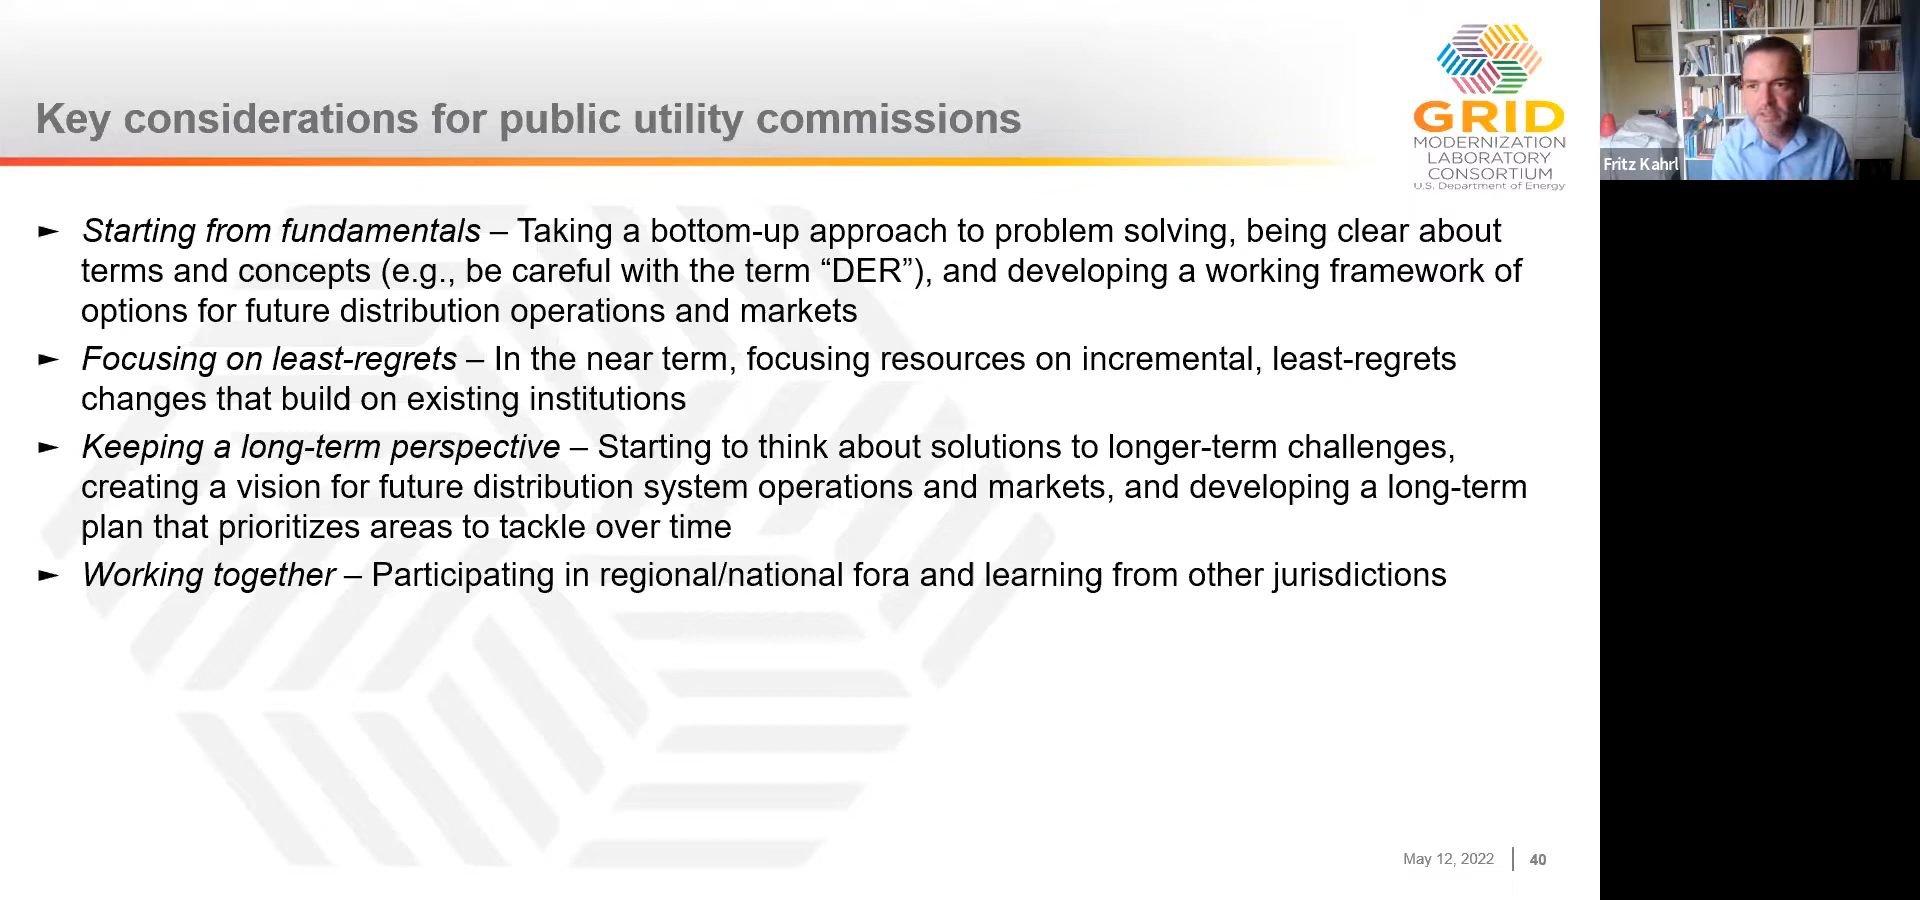 Key considerations for public utility commissions
GRID
MODERNIZATION
LABORATORY
CONSORTIUM
U.S. Department of Energy
Fritz Kahrl
► Starting from fundamentals – Taking a bottom-up approach to problem solving, being clear about
terms and concepts (e.g., be careful with the term “DER”), and developing a working framework of
options for future distribution operations and markets
► Focusing on least-regrets – In the near term, focusing resources on incremental, least-regrets
changes that build on existing institutions
► Keeping a long-term perspective – Starting to think about solutions to longer-term challenges,
creating a vision for future distribution system operations and markets, and developing a long-term
plan that prioritizes areas to tackle over time
► Working together – Participating in regional/national fora and learning from other jurisdictions
May 12, 2022 | 40